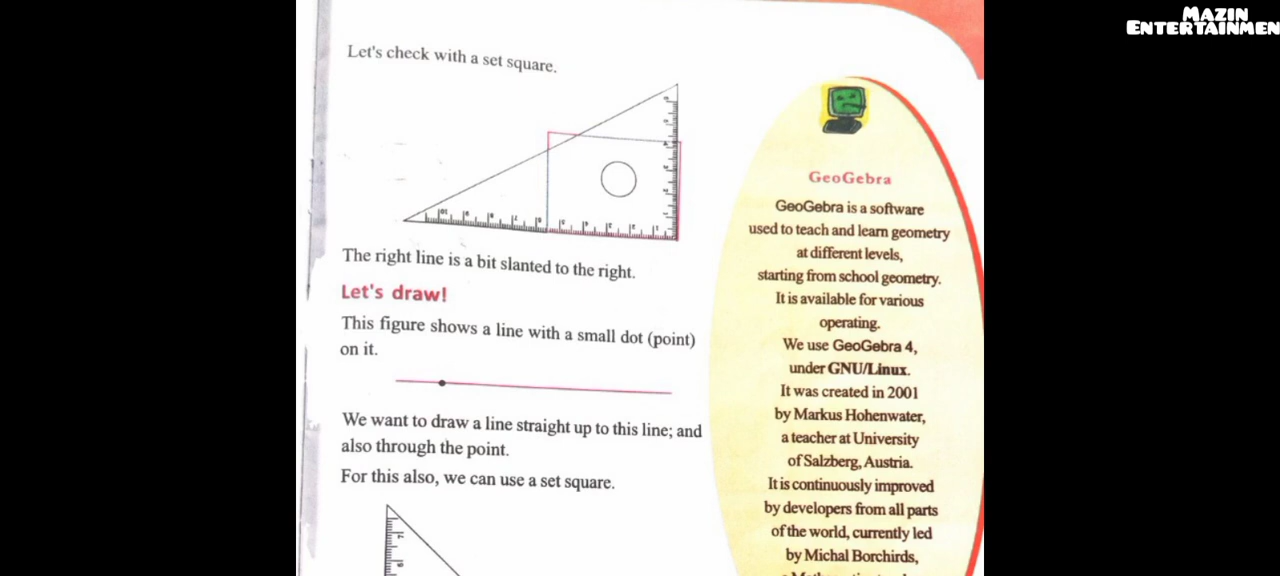 MAZIN
ENTERTAINMEN
Let's check with a set square.
The right line is a bit slanted to the right.
Let's draw!
This figure shows a line with a small dot (point)
on it.
We want to draw a line straight up to this line; and
also through the point.
For this also, we can use a set square.
GeoGebra
GeoGebra is a software
used to teach and learn geometry
at different levels,
starting from school geometry.
It is available for various
operating.
We use GeoGebra 4,
under GNU/Linux.
It was created in 2001
by Markus Hohenwater,
a teacher at University
of Salzberg, Austria.
It is continuously improved
by developers from all parts
of the world, currently led
by Michal Borchirds,